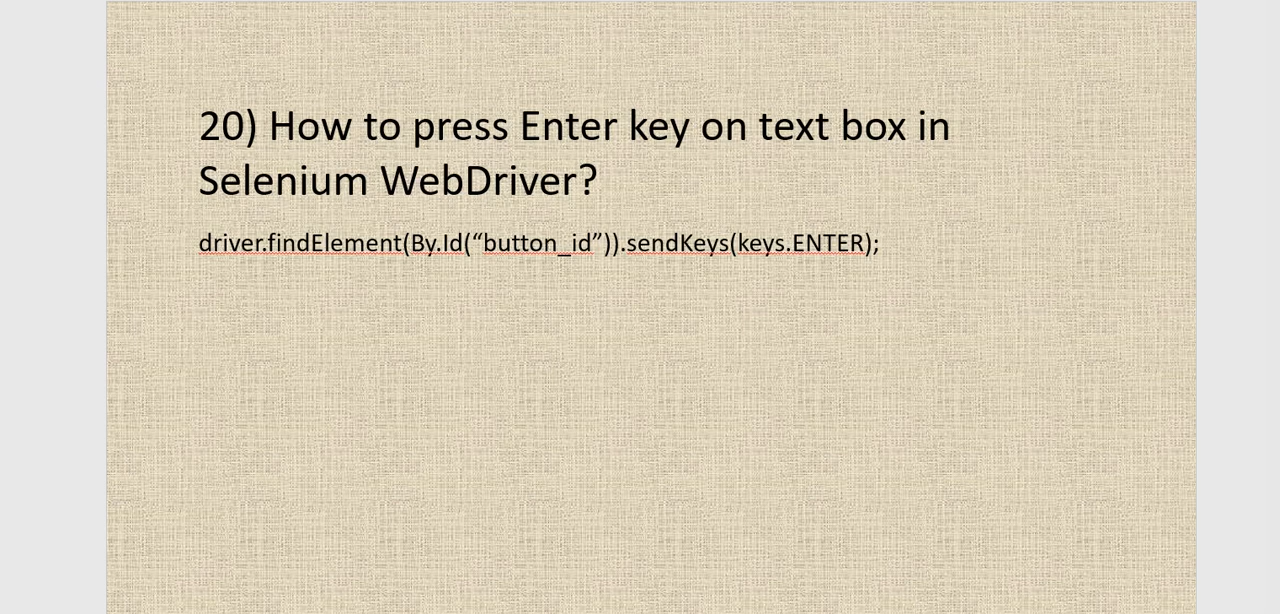 20) How to press Enter key on text box in
Selenium WebDriver?
driver.findElement(By.Id(“button_id”)).sendKeys(keys.ENTER);